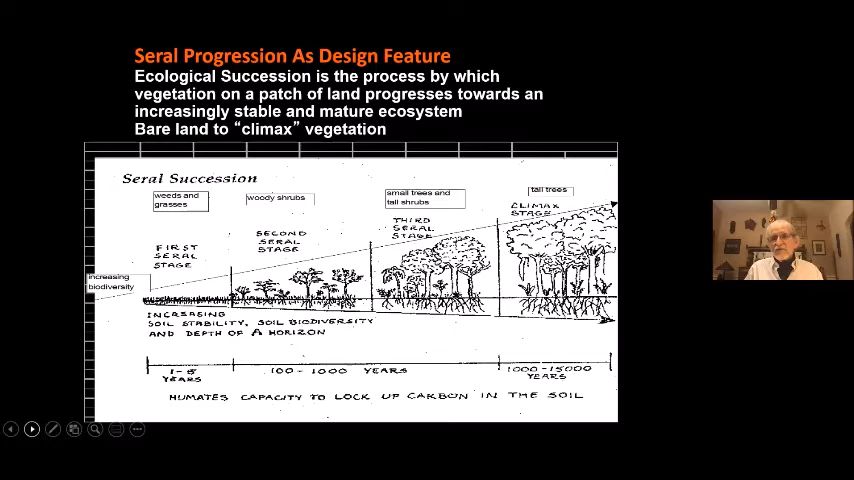 Seral Progression As Design Feature
Ecological Succession is the process by which
vegetation on a patch of land progresses towards an
increasingly stable and mature ecosystem
Bare land to “climax” vegetation
Seral Succession
weeds and
grasses
woody shrubs
small trees and
tall shrubs
tall trees
FIRST
SERAL
STAGE
SECOND
SERAL
STAGE
THIRD
SERAL
STAGE
CLIMAX
STAGE
increasing
biodiversity
INCREASING
SOIL STABILITY, SOIL BIODIVERSITY
AND DEPTH OF A HORIZON
1-5
YEARS
100-1000 YEARS
1000-15000
YEARS
HUMATES CAPACITY TO LOCK UP CARBON IN THE SOIL